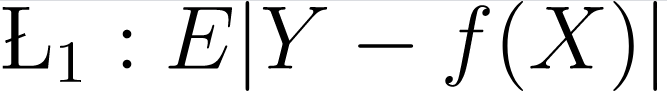 Ł₁ : E|Y − f(X)|